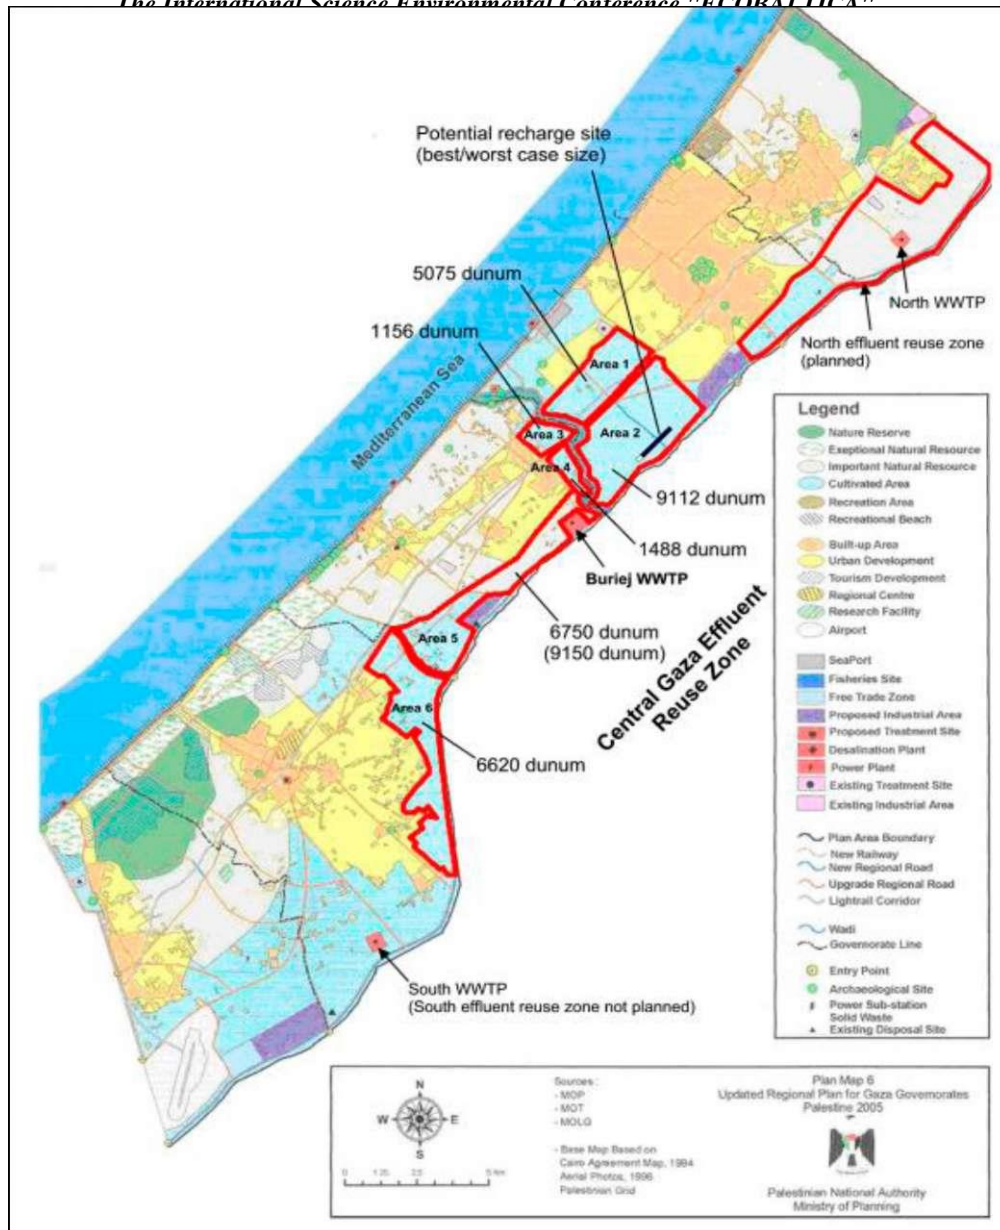 The International Science Environmental Conference "ECOBALTICA"
Potential recharge site
(best/worst case size)
5075 dunum
1156 dunum
Mediterranean Sea
North WWTP
North effluent reuse zone
(planned)
Area 1
Area 2
Area 3
Area 4
9112 dunum
1488 dunum
Buriej WWTP
6750 dunum
(9150 dunum)
Central Gaza Effluent
Reuse Zone
Area 5
Area 6
6620 dunum
South WWTP
(South effluent reuse zone not planned)
Legend
Nature Reserve
Exeptional Natural Resource
Important Natural Resource
Cultivated Area
Recreation Area
Recreational Beach
Built-up Area
Urban Development
Tourism Development
Regional Centre
Research Facility
Airport
SeaPort
Fisheries Site
Free Trade Zone
Proposed Industrial Area
Proposed Treatment Site
Desalination Plant
Power Plant
Existing Treatment Site
Existing Industrial Area
Plan Area Boundary
New Railway
New Regional Road
Upgrade Regional Road
Lightrail Corridor
Wadi
Governorate Line
Entry Point
Archaeological Site
Power Sub-station
Solid Waste
Existing Disposal Site
N
W E
S
Sources :
- MOP
- MOT
- MOLG
- Base Map Based on
Cairo Agreement Map, 1994
Aerial Photos, 1996
Palestinian Grid
Plan Map 6
Updated Regional Plan for Gaza Governorates
Palestine 2005
Palestinian National Authority
Ministry of Planning